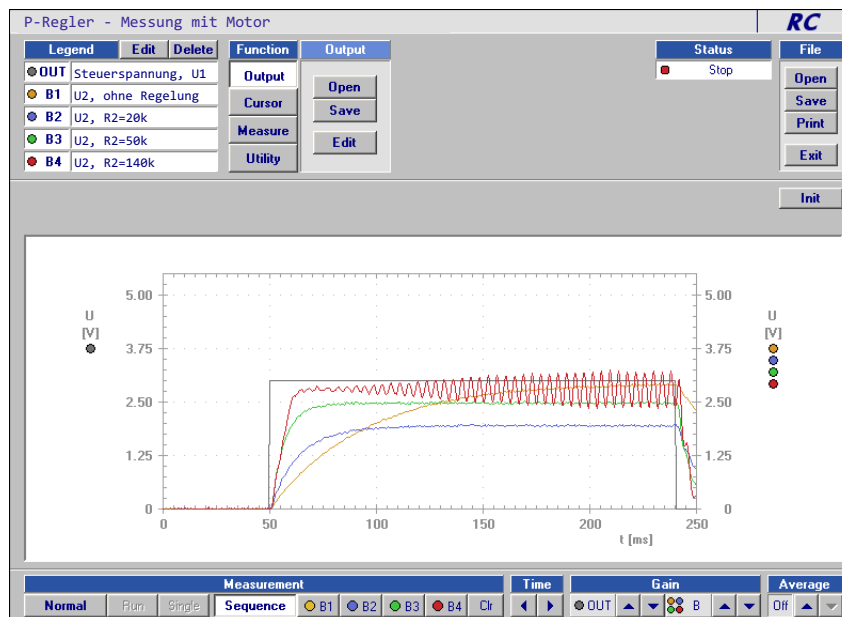 P-Regler - Messung mit Motor RC
Legend Edit Delete Function Output Status File
OUT Steuerspannung, U1 Output Open Stop Open
B1 U2, ohne Regelung Cursor Save Save
B2 U2, R2=20k Measure Edit Print
B3 U2, R2=50k Utility Exit
B4 U2, R2=140k
Init
5.00 5.00
U U
[V] [V]
3.75 3.75
2.50 2.50
1.25 1.25
0 0
0 50 100 150 200 250
t [ms]
Measurement Time Gain Average
Normal Run Single Sequence B1 B2 B3 B4 Clr OUT B Off